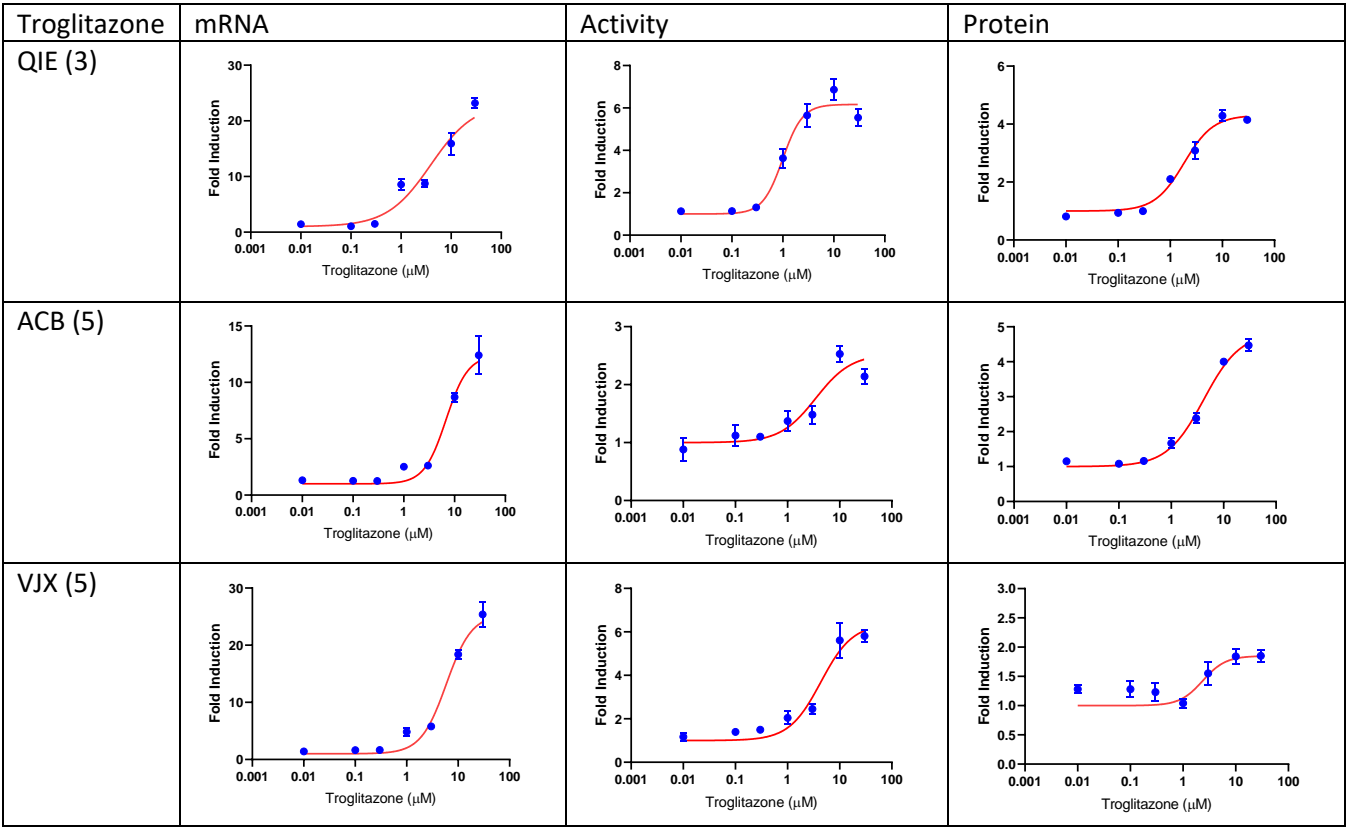 Troglitazone mRNA Activity Protein
QIE (3)
Fold Induction
30
20
10
0
0.001 0.01 0.1 1 10 100
Troglitazone (μM)
Fold Induction
8
6
4
2
0
0.001 0.01 0.1 1 10 100
Troglitazone (μM)
Fold Induction
6
4
2
0
0.001 0.01 0.1 1 10 100
Troglitazone (μM)
ACB (5)
Fold Induction
15
10
5
0
0.001 0.01 0.1 1 10 100
Troglitazone (μM)
Fold Induction
3
2
1
0
0.001 0.01 0.1 1 10 100
Troglitazone (μM)
Fold Induction
5
4
3
2
1
0
0.001 0.01 0.1 1 10 100
Troglitazone (μM)
VJX (5)
Fold Induction
30
20
10
0
0.001 0.01 0.1 1 10 100
Troglitazone (μM)
Fold Induction
8
6
4
2
0
0.001 0.01 0.1 1 10 100
Troglitazone (μM)
Fold Induction
3.0
2.5
2.0
1.5
1.0
0.5
0.0
0.001 0.01 0.1 1 10 100
Troglitazone (μM)